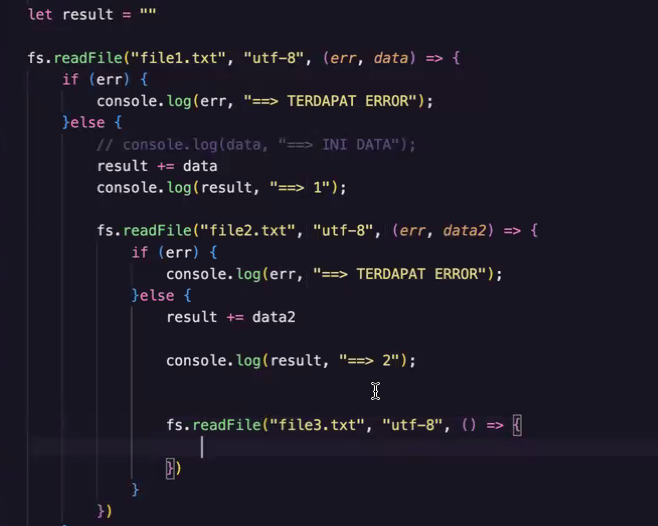 let result = ""
fs.readFile("file1.txt", "utf-8", (err, data) => {
if (err) {
console.log(err, "==> TERDAPAT ERROR");
}else {
// console.log(data, "==> INI DATA");
result += data
console.log(result, "==> 1");
fs.readFile("file2.txt", "utf-8", (err, data2) => {
if (err) {
console.log(err, "==> TERDAPAT ERROR");
}else {
result += data2
console.log(result, "==> 2");
fs.readFile("file3.txt", "utf-8", () => {
})
}
})